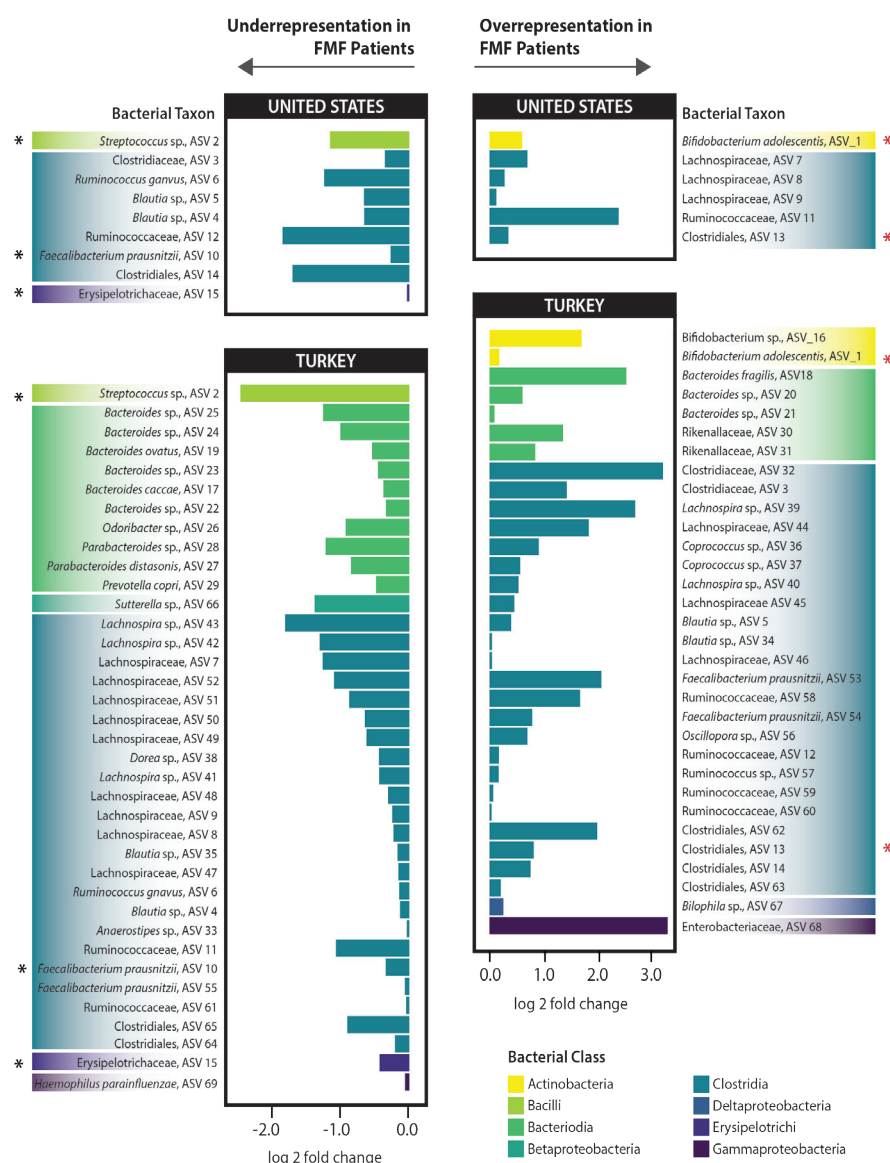 Underrepresentation in
FMF Patients
Overrepresentation in
FMF Patients
Bacterial Taxon
UNITED STATES
* Streptococcus sp., ASV 2
Clostridiaceae, ASV 3
Ruminococcus ganvus, ASV 6
Blautia sp., ASV 5
Blautia sp., ASV 4
Ruminococcaceae, ASV 12
* Faecalibacterium prausnitzii, ASV 10
Clostridiales, ASV 14
* Erysipelotrichaceae, ASV 15
TURKEY
* Streptococcus sp., ASV 2
Bacteroides sp., ASV 25
Bacteroides sp., ASV 24
Bacteroides ovatus, ASV 19
Bacteroides sp., ASV 23
Bacteroides caccae, ASV 17
Bacteroides sp., ASV 22
Odoribacter sp., ASV 26
Parabacteroides sp., ASV 28
Parabacteroides distasonis, ASV 27
Prevotella copri, ASV 29
Sutterella sp., ASV 66
Lachnospira sp., ASV 43
Lachnospira sp., ASV 42
Lachnospiraceae, ASV 7
Lachnospiraceae, ASV 52
Lachnospiraceae, ASV 51
Lachnospiraceae, ASV 50
Lachnospiraceae, ASV 49
Dorea sp., ASV 38
Lachnospira sp., ASV 41
Lachnospiraceae, ASV 48
Lachnospiraceae, ASV 9
Lachnospiraceae, ASV 8
Blautia sp., ASV 35
Lachnospiraceae, ASV 47
Ruminococcus gnavus, ASV 6
Blautia sp., ASV 4
Anaerostipes sp., ASV 33
Ruminococcaceae, ASV 11
* Faecalibacterium prausnitzii, ASV 10
Faecalibacterium prausnitzii, ASV 55
Ruminococcaceae, ASV 61
Clostridiales, ASV 65
Clostridiales, ASV 64
* Erysipelotrichaceae, ASV 15
Haemophilus parainfluenzae, ASV 69
-2.0 -1.0 0.0
log 2 fold change
UNITED STATES
Bacterial Taxon
Bifidobacterium adolescentis, ASV_1 *
Lachnospiraceae, ASV 7
Lachnospiraceae, ASV 8
Lachnospiraceae, ASV 9
Ruminococcaceae, ASV 11
Clostridiales, ASV 13 *
TURKEY
Bifidobacterium sp., ASV_16
Bifidobacterium adolescentis, ASV_1 *
Bacteroides fragilis, ASV18
Bacteroides sp., ASV 20
Bacteroides sp., ASV 21
Rikenallaceae, ASV 30
Rikenallaceae, ASV 31
Clostridiaceae, ASV 32
Clostridiaceae, ASV 3
Lachnospira sp., ASV 39
Lachnospiraceae, ASV 44
Coprococcus sp., ASV 36
Coprococcus sp., ASV 37
Lachnospira sp., ASV 40
Lachnospiraceae ASV 45
Blautia sp., ASV 5
Blautia sp., ASV 34
Lachnospiraceae, ASV 46
Faecalibacterium prausnitzii, ASV 53
Ruminococcaceae, ASV 58
Faecalibacterium prausnitzii, ASV 54
Oscillopora sp., ASV 56
Ruminococcaceae, ASV 12
Ruminococcus sp., ASV 57
Ruminococcaceae, ASV 59
Ruminococcaceae, ASV 60
Clostridiales, ASV 62
Clostridiales, ASV 13 *
Clostridiales, ASV 14
Clostridiales, ASV 63
Bilophila sp., ASV 67
Enterobacteriaceae, ASV 68
0.0 1.0 2.0 3.0
log 2 fold change
Bacterial Class
Actinobacteria
Bacilli
Bacteriodia
Betaproteobacteria
Clostridia
Deltaproteobacteria
Erysipelotrichi
Gammaproteobacteria